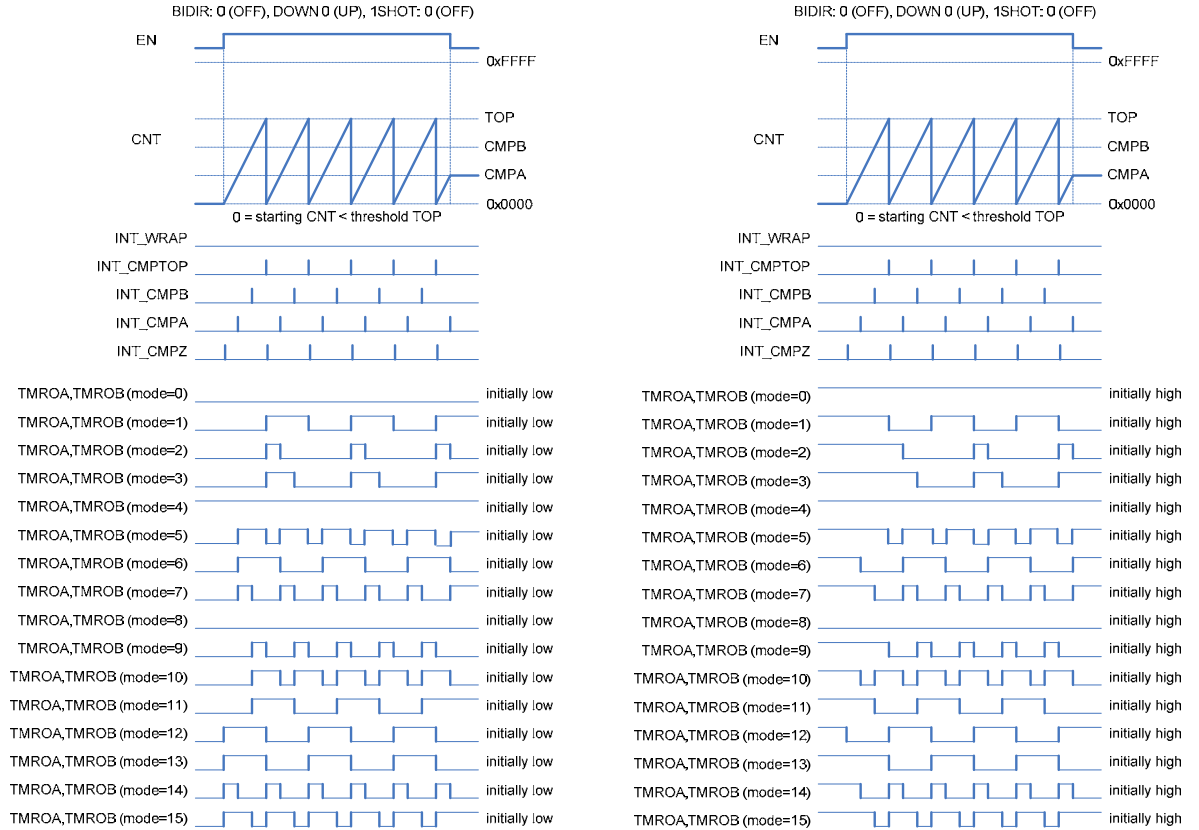 BIDIR: 0 (OFF), DOWN 0 (UP), 1SHOT: 0 (OFF)
EN
0xFFFF
TOP
CNT
CMPB
CMPA
0x0000
0 = starting CNT < threshold TOP
INT_WRAP
INT_CMPTOP
INT_CMPB
INT_CMPA
INT_CMPZ
TMROA,TMROB (mode=0) initially low
TMROA,TMROB (mode=1) initially low
TMROA,TMROB (mode=2) initially low
TMROA,TMROB (mode=3) initially low
TMROA,TMROB (mode=4) initially low
TMROA,TMROB (mode=5) initially low
TMROA,TMROB (mode=6) initially low
TMROA,TMROB (mode=7) initially low
TMROA,TMROB (mode=8) initially low
TMROA,TMROB (mode=9) initially low
TMROA,TMROB (mode=10) initially low
TMROA,TMROB (mode=11) initially low
TMROA,TMROB (mode=12) initially low
TMROA,TMROB (mode=13) initially low
TMROA,TMROB (mode=14) initially low
TMROA,TMROB (mode=15) initially low
BIDIR: 0 (OFF), DOWN 0 (UP), 1SHOT: 0 (OFF)
EN
0xFFFF
TOP
CNT
CMPB
CMPA
0x0000
0 = starting CNT < threshold TOP
INT_WRAP
INT_CMPTOP
INT_CMPB
INT_CMPA
INT_CMPZ
TMROA,TMROB (mode=0) initially high
TMROA,TMROB (mode=1) initially high
TMROA,TMROB (mode=2) initially high
TMROA,TMROB (mode=3) initially high
TMROA,TMROB (mode=4) initially high
TMROA,TMROB (mode=5) initially high
TMROA,TMROB (mode=6) initially high
TMROA,TMROB (mode=7) initially high
TMROA,TMROB (mode=8) initially high
TMROA,TMROB (mode=9) initially high
TMROA,TMROB (mode=10) initially high
TMROA,TMROB (mode=11) initially high
TMROA,TMROB (mode=12) initially high
TMROA,TMROB (mode=13) initially high
TMROA,TMROB (mode=14) initially high
TMROA,TMROB (mode=15) initially high